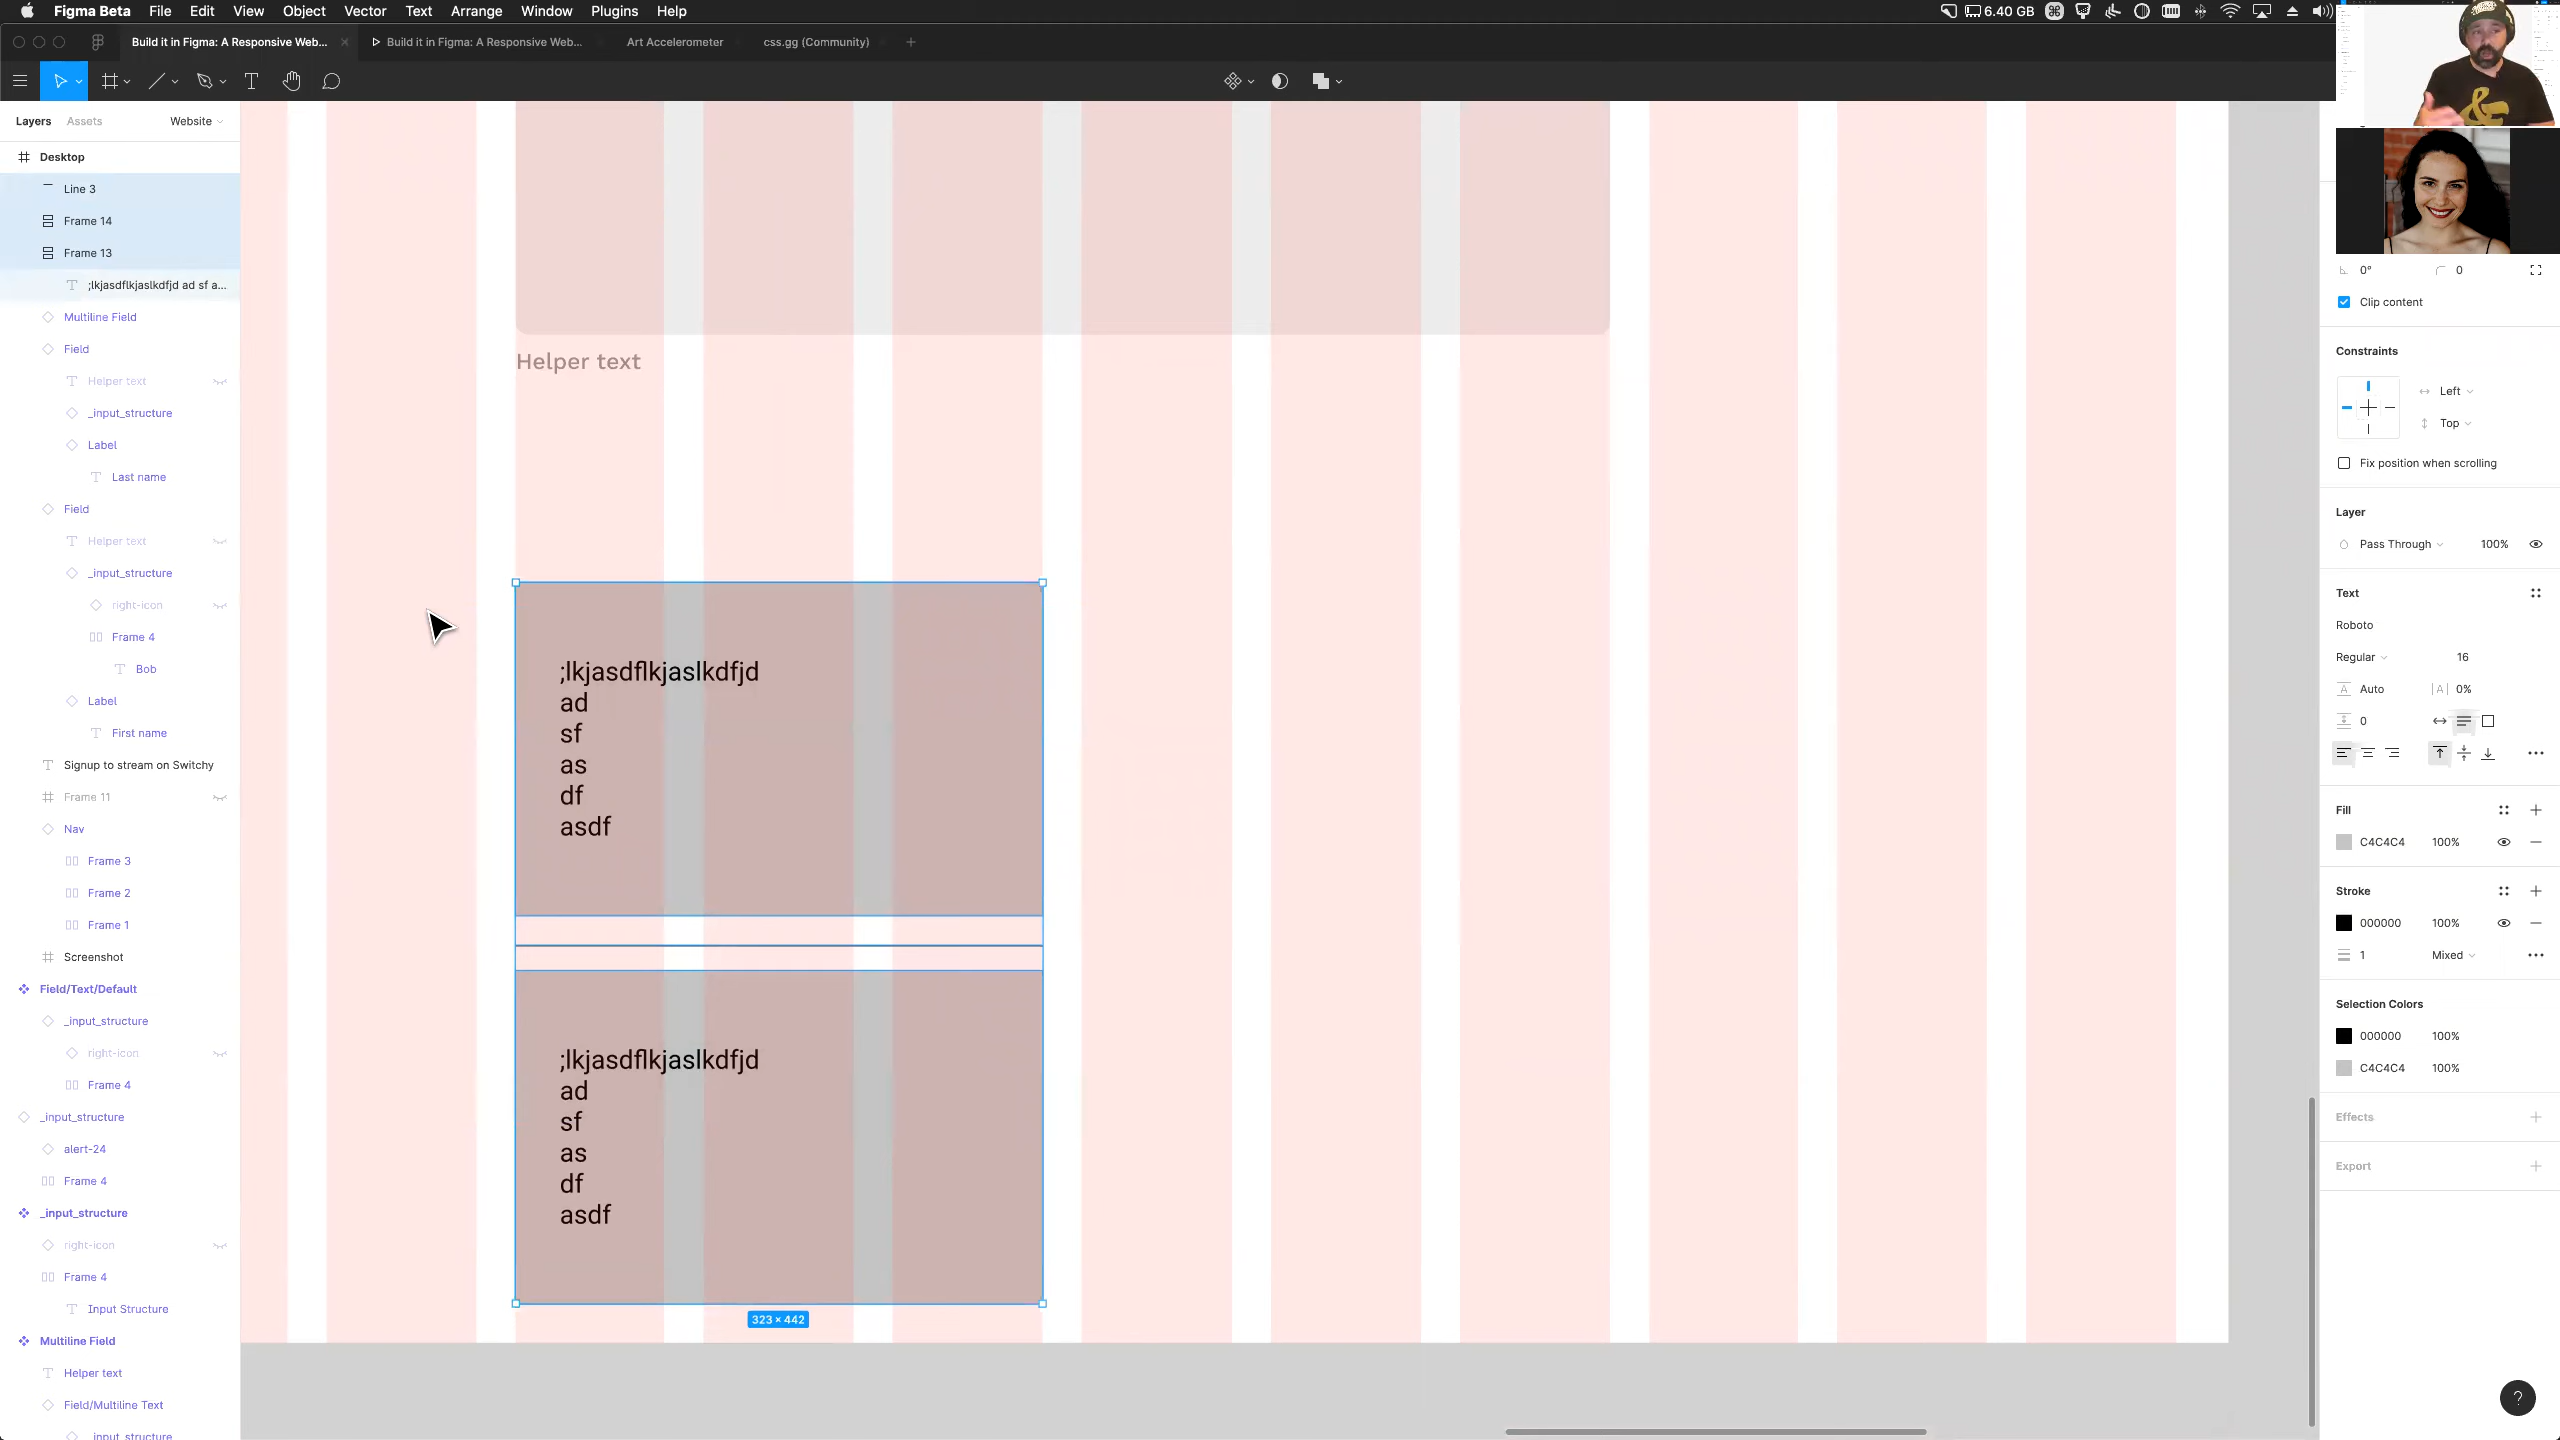 Figma Beta File Edit View Object Vector Text Arrange Window Plugins Help 6.40 GB
Build it in Figma: A Responsive Web... Build it in Figma: A Responsive Web... Art Accelerometer css.gg (Community)
Layers Assets Website
Desktop
Line 3
Frame 14
Frame 13
;lkjasdflkjaslkdfjd ad sf a...
Multiline Field
Field
Helper text
_input_structure
Label
Last name
Field
Helper text
_input_structure
right-icon
Frame 4
Bob
Label
First name
Signup to stream on Switchy
Frame 11
Nav
Frame 3
Frame 2
Frame 1
Screenshot
Field/Text/Default
_input_structure
right-icon
Frame 4
_input_structure
alert-24
Frame 4
_input_structure
right-icon
Frame 4
Input Structure
Multiline Field
Helper text
Field/Multiline Text
_input_structure
Helper text
;lkjasdflkjaslkdfjd
ad
sf
as
df
asdf
;lkjasdflkjaslkdfjd
ad
sf
as
df
asdf
323 × 442
0° 0
Clip content
Constraints
Left
Top
Fix position when scrolling
Layer
Pass Through 100%
Text
Roboto
Regular 16
Auto 0%
0
Fill
C4C4C4 100%
Stroke
000000 100%
1 Mixed
Selection Colors
000000 100%
C4C4C4 100%
Effects
Export
?